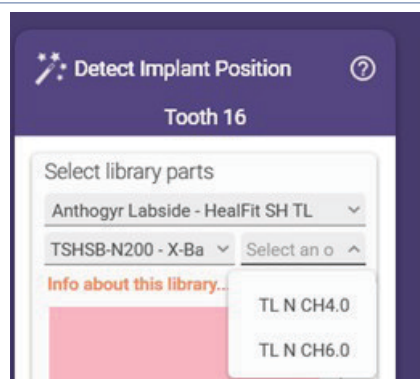 Detect Implant Position
Tooth 16
Select library parts
Anthogyr Labside - HealFit SH TL
TSHSB-N200 - X-Ba Select an o
Info about this library...
TL N CH4.0
TL N CH6.0